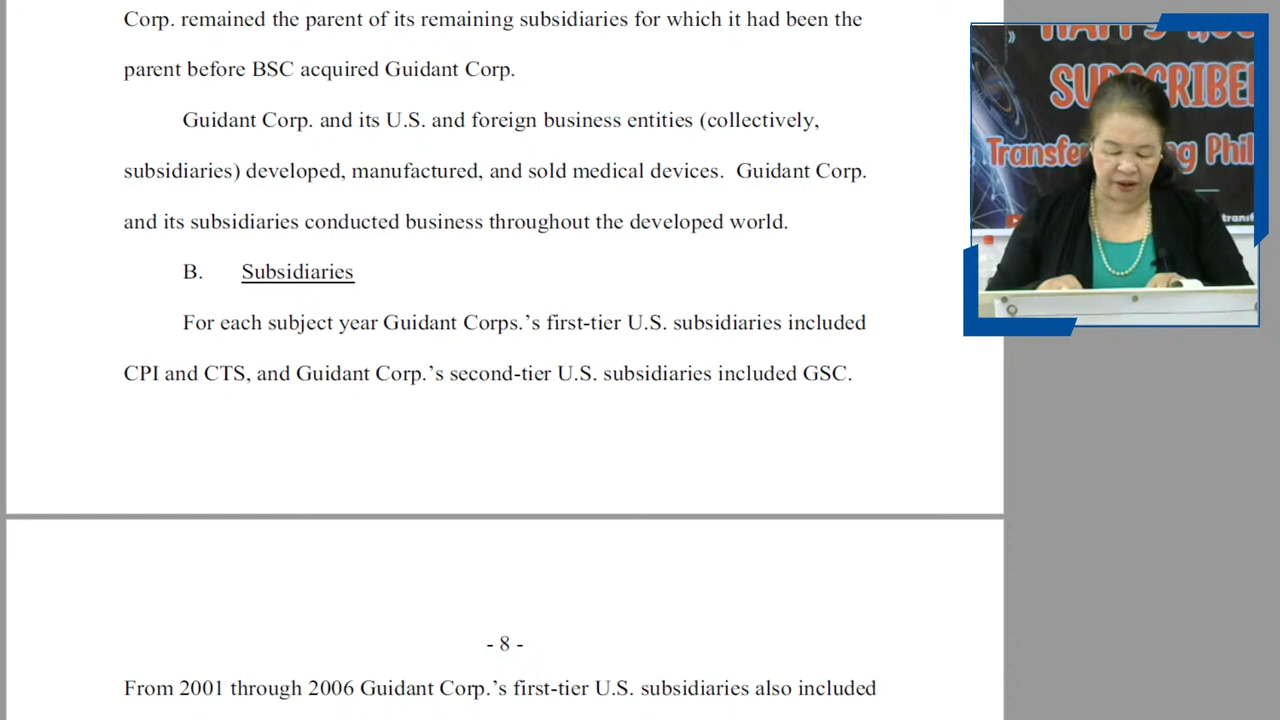 Corp. remained the parent of its remaining subsidiaries for which it had been the
parent before BSC acquired Guidant Corp.
Guidant Corp. and its U.S. and foreign business entities (collectively,
subsidiaries) developed, manufactured, and sold medical devices.  Guidant Corp.
and its subsidiaries conducted business throughout the developed world.
B. Subsidiaries
For each subject year Guidant Corps.’s first-tier U.S. subsidiaries included
CPI and CTS, and Guidant Corp.’s second-tier U.S. subsidiaries included GSC.
- 8 -
From 2001 through 2006 Guidant Corp.’s first-tier U.S. subsidiaries also included